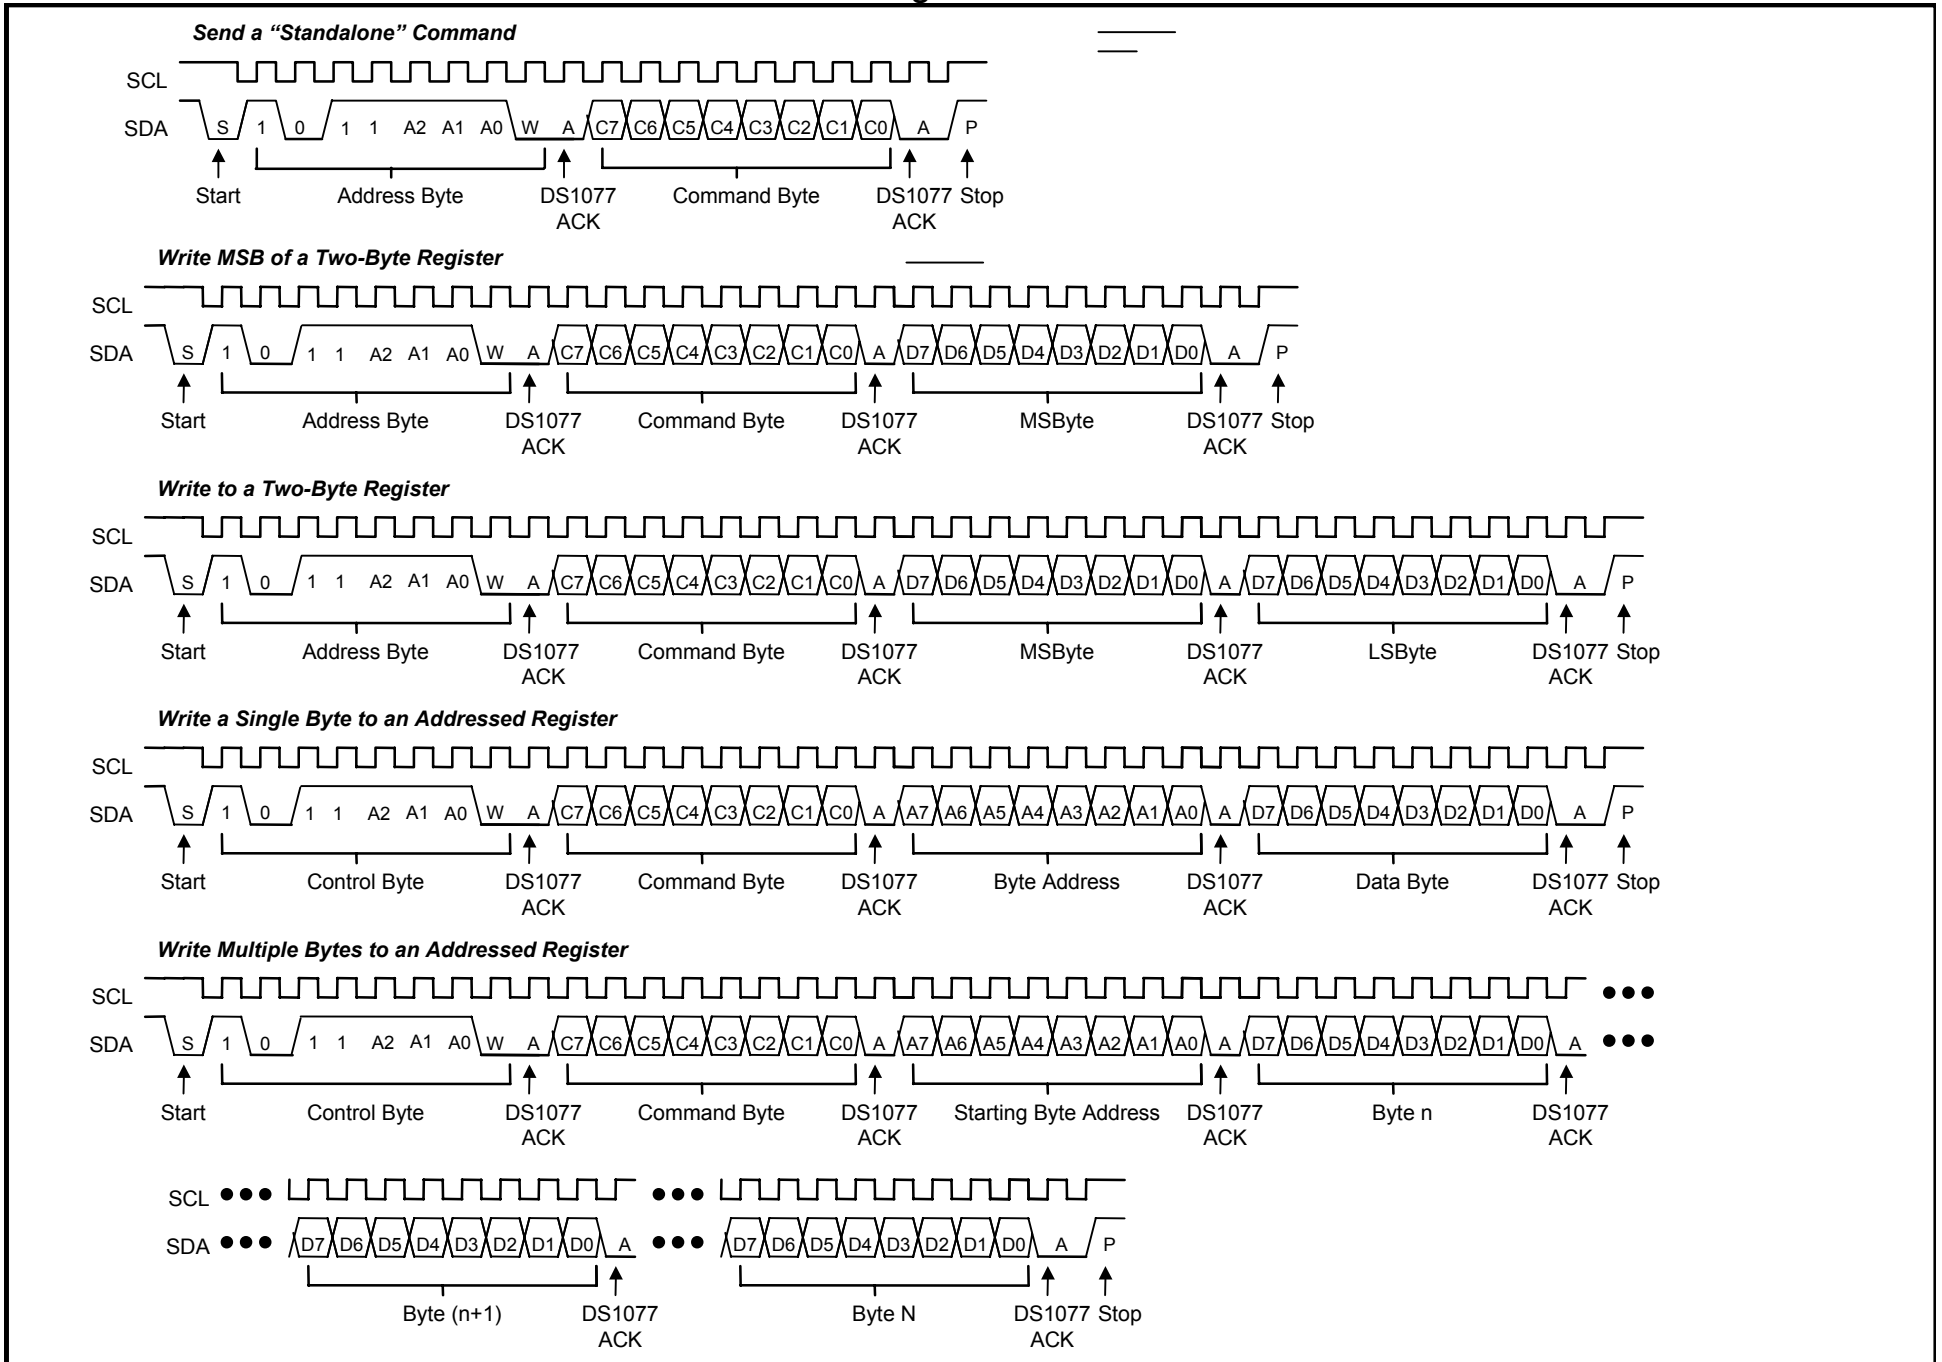 Send a “Standalone” Command
SCL
SDA S 1 0 1 1 A2 A1 A0 W A C7 C6 C5 C4 C3 C2 C1 C0 A P
Start Address Byte DS1077 Command Byte DS1077 Stop
ACK ACK
Write MSB of a Two-Byte Register
SCL
SDA S 1 0 1 1 A2 A1 A0 W A C7 C6 C5 C4 C3 C2 C1 C0 A D7 D6 D5 D4 D3 D2 D1 D0 A P
Start Address Byte DS1077 Command Byte DS1077 MSByte DS1077 Stop
ACK ACK ACK
Write to a Two-Byte Register
SCL
SDA S 1 0 1 1 A2 A1 A0 W A C7 C6 C5 C4 C3 C2 C1 C0 A D7 D6 D5 D4 D3 D2 D1 D0 A D7 D6 D5 D4 D3 D2 D1 D0 A P
Start Address Byte DS1077 Command Byte DS1077 MSByte DS1077 LSByte DS1077 Stop
ACK ACK ACK ACK
Write a Single Byte to an Addressed Register
SCL
SDA S 1 0 1 1 A2 A1 A0 W A C7 C6 C5 C4 C3 C2 C1 C0 A A7 A6 A5 A4 A3 A2 A1 A0 A D7 D6 D5 D4 D3 D2 D1 D0 A P
Start Control Byte DS1077 Command Byte DS1077 Byte Address DS1077 Data Byte DS1077 Stop
ACK ACK ACK ACK
Write Multiple Bytes to an Addressed Register
SCL
SDA S 1 0 1 1 A2 A1 A0 W A C7 C6 C5 C4 C3 C2 C1 C0 A A7 A6 A5 A4 A3 A2 A1 A0 A D7 D6 D5 D4 D3 D2 D1 D0 A
Start Control Byte DS1077 Command Byte DS1077 Starting Byte Address DS1077 Byte n DS1077
ACK ACK ACK ACK
SCL
SDA D7 D6 D5 D4 D3 D2 D1 D0 A D7 D6 D5 D4 D3 D2 D1 D0 A P
Byte (n+1) DS1077 Byte N DS1077 Stop
ACK ACK